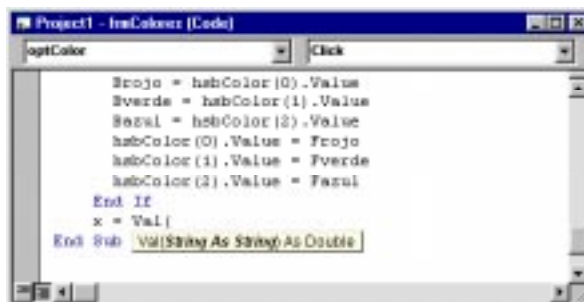 Project1 - frmColores (Code)
optColor Click
Brojo = hsbColor(0).Value
Bverde = hsbColor(1).Value
Bazul = hsbColor(2).Value
hsbColor(0).Value = Frojo
hsbColor(1).Value = Fverde
hsbColor(2).Value = Fazul
End If
x = Val(
End Sub
Val(String As String) As Double